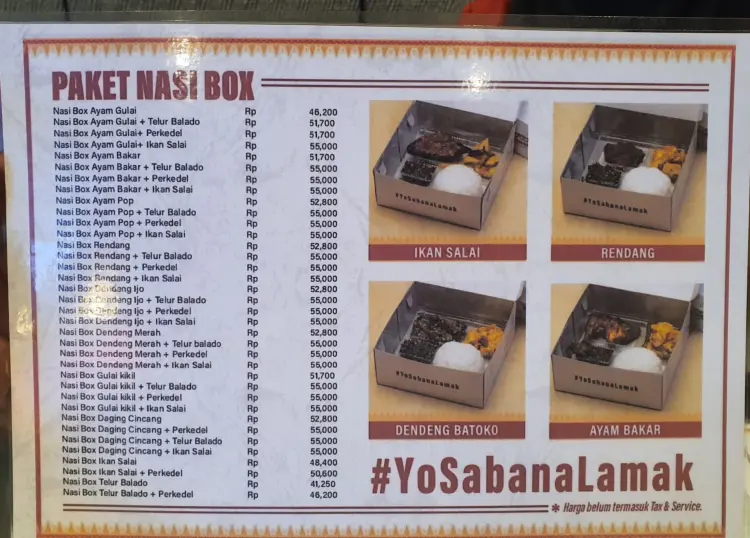 PAKET NASI BOX
Nasi Box Ayam Gulai Rp 46,200
Nasi Box Ayam Gulai + Telur Balado Rp 51,700
Nasi Box Ayam Gulai+ Perkedel Rp 51,700
Nasi Box Ayam Gulai+ Ikan Salai Rp 55,000
Nasi Box Ayam Bakar Rp 51,700
Nasi Box Ayam Bakar + Telur Balado Rp 55,000
Nasi Box Ayam Bakar + Perkedel Rp 55,000
Nasi Box Ayam Bakar + Ikan Salai Rp 55,000
Nasi Box Ayam Pop Rp 52,800
Nasi Box Ayam Pop + Telur Balado Rp 55,000
Nasi Box Ayam Pop + Perkedel Rp 55,000
Nasi Box Ayam Pop + Ikan Salai Rp 55,000
Nasi Box Rendang Rp 52,800
Nasi Box Rendang + Telur Balado Rp 55,000
Nasi Box Rendang + Perkedel Rp 55,000
Nasi Box Rendang + Ikan Salai Rp 55,000
Nasi Box Dendeng Ijo Rp 52,800
Nasi Box Dendeng Ijo + Telur Balado Rp 55,000
Nasi Box Dendeng Ijo + Perkedel Rp 55,000
Nasi Box Dendeng Ijo + Ikan Salai Rp 55,000
Nasi Box Dendeng Merah Rp 52,800
Nasi Box Dendeng Merah + Telur balado Rp 55,000
Nasi Box Dendeng Merah + Perkedel Rp 55,000
Nasi Box Dendeng Merah + Ikan Salai Rp 55,000
Nasi Box Gulai kikil Rp 51,700
Nasi Box Gulai kikil + Telur Balado Rp 55,000
Nasi Box Gulai kikil + Perkedel Rp 55,000
Nasi Box Gulai kikil + Ikan Salai Rp 55,000
Nasi Box Daging Cincang Rp 52,800
Nasi Box Daging Cincang + Perkedel Rp 55,000
Nasi Box Daging Cincang + Telur Balado Rp 55,000
Nasi Box Daging Cincang + Ikan Salai Rp 55,000
Nasi Box Ikan Salai Rp 48,400
Nasi Box Ikan Salai + Perkedel Rp 50,600
Nasi Box Telur Balado Rp 41,250
Nasi Box Telur Balado + Perkedel Rp 46,200
#YoSabanaLamak
IKAN SALAI
#YoSabanaLamak
RENDANG
#YoSabanaLamak
DENDENG BATOKO
#YoSabanaLamak
AYAM BAKAR
#YoSabanaLamak
* Harga belum termasuk Tax & Service.